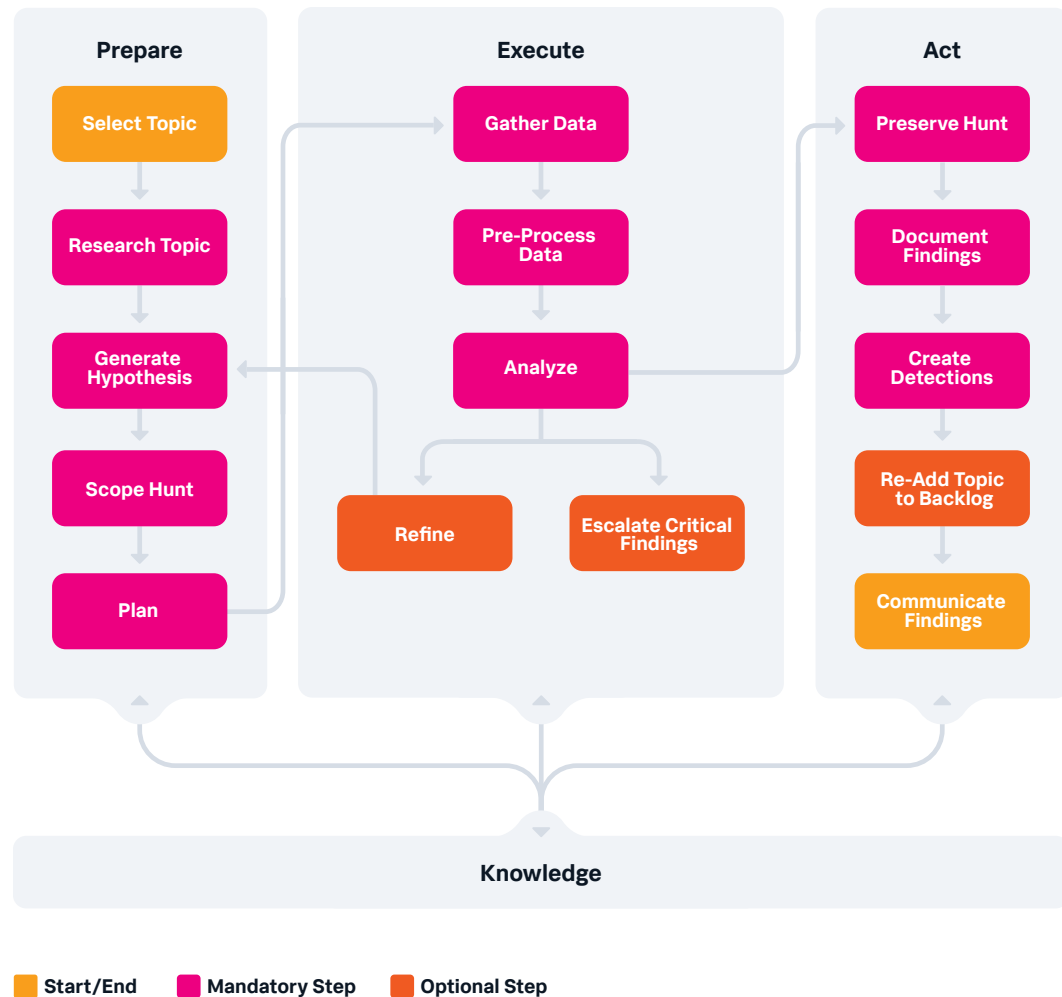 Prepare
Select Topic
Research Topic
Generate
Hypothesis
Scope Hunt
Plan
Execute
Gather Data
Pre-Process
Data
Analyze
Refine
Escalate Critical
Findings
Act
Preserve Hunt
Document
Findings
Create
Detections
Re-Add Topic
to Backlog
Communicate
Findings
Knowledge
Start/End
Mandatory Step
Optional Step